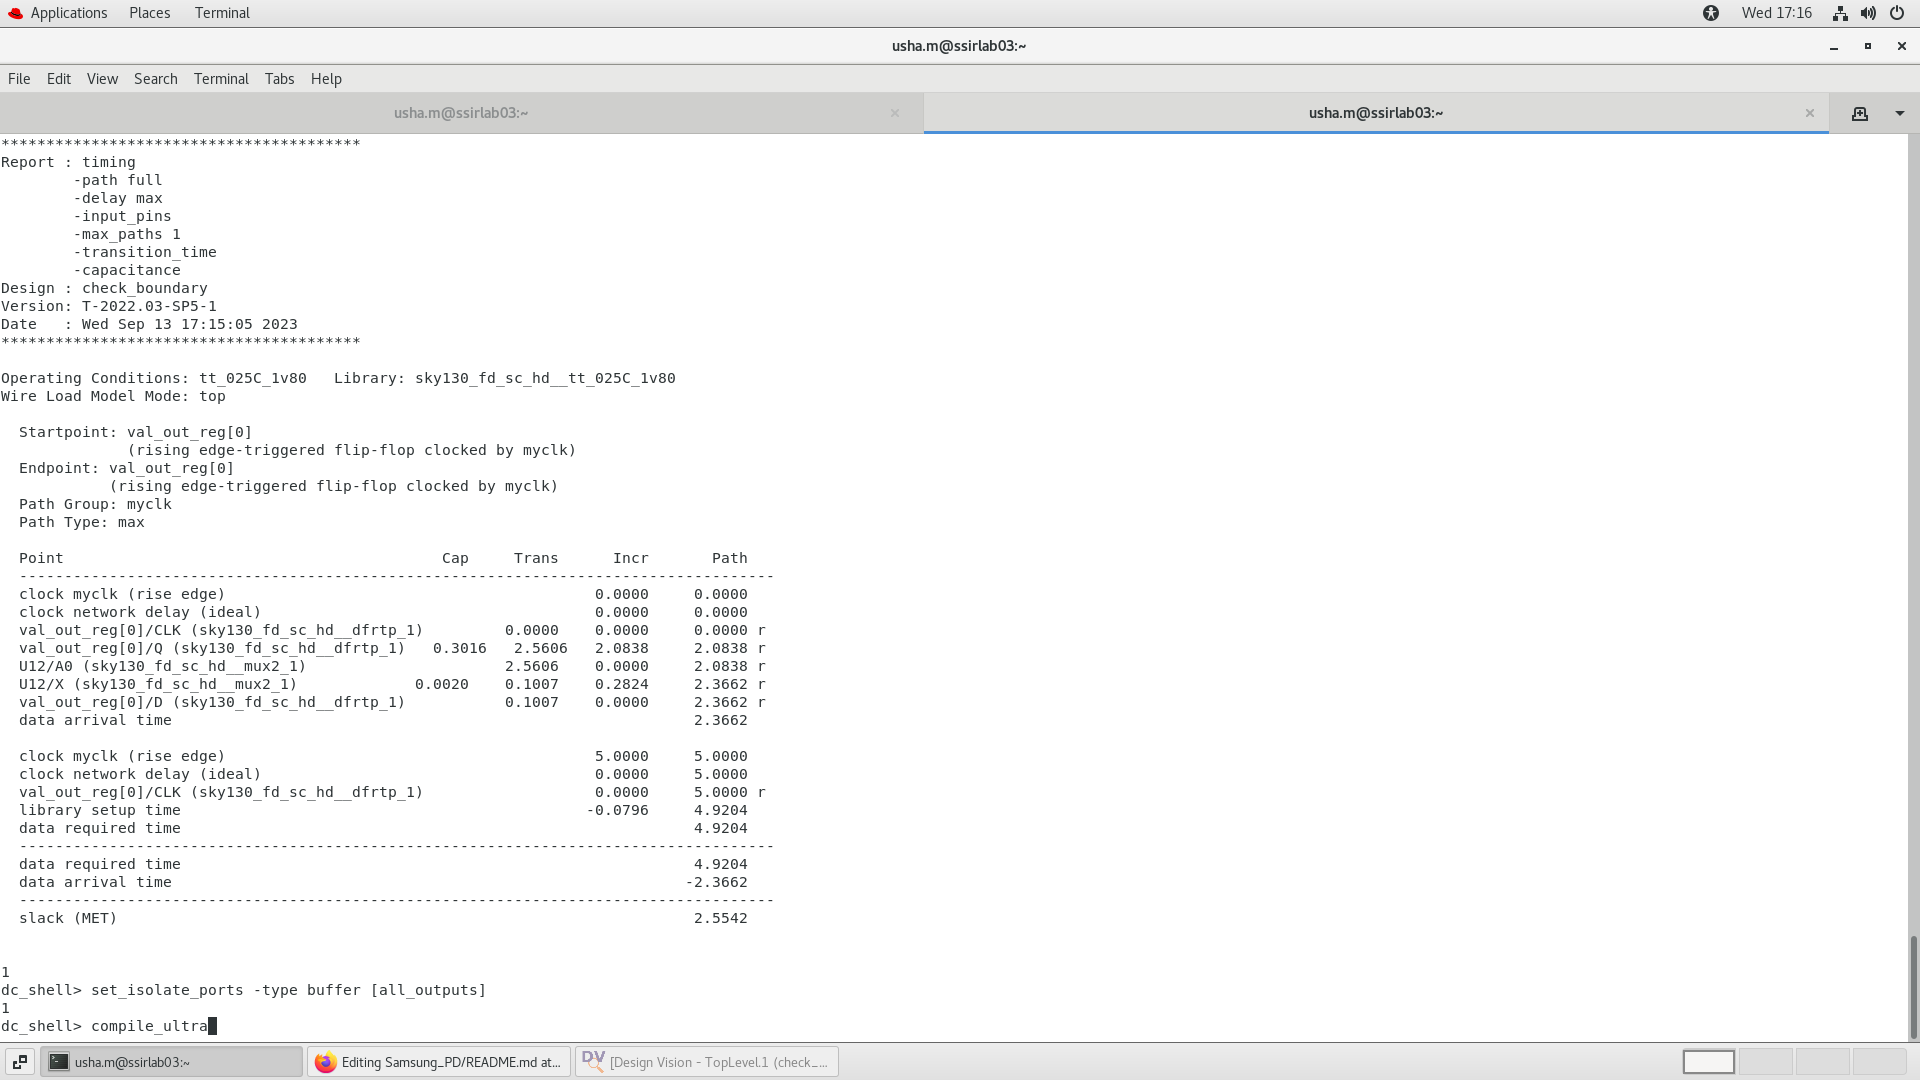 Applications Places Terminal Wed 17:16
usha.m@ssirlab03:~
File Edit View Search Terminal Tabs Help
usha.m@ssirlab03:~ × usha.m@ssirlab03:~ ×
****************************************
Report : timing
        -path full
        -delay max
        -input_pins
        -max_paths 1
        -transition_time
        -capacitance
Design : check_boundary
Version: T-2022.03-SP5-1
Date   : Wed Sep 13 17:15:05 2023
****************************************
Operating Conditions: tt_025C_1v80   Library: sky130_fd_sc_hd__tt_025C_1v80
Wire Load Model Mode: top
  Startpoint: val_out_reg[0]
              (rising edge-triggered flip-flop clocked by myclk)
  Endpoint: val_out_reg[0]
            (rising edge-triggered flip-flop clocked by myclk)
  Path Group: myclk
  Path Type: max
  Point                                          Cap     Trans      Incr       Path
  ------------------------------------------------------------------------------------
  clock myclk (rise edge)                                         0.0000     0.0000
  clock network delay (ideal)                                     0.0000     0.0000
  val_out_reg[0]/CLK (sky130_fd_sc_hd__dfrtp_1)         0.0000    0.0000     0.0000 r
  val_out_reg[0]/Q (sky130_fd_sc_hd__dfrtp_1)   0.3016   2.5606   2.0838     2.0838 r
  U12/A0 (sky130_fd_sc_hd__mux2_1)                      2.5606    0.0000     2.0838 r
  U12/X (sky130_fd_sc_hd__mux2_1)             0.0020    0.1007    0.2824     2.3662 r
  val_out_reg[0]/D (sky130_fd_sc_hd__dfrtp_1)           0.1007    0.0000     2.3662 r
  data arrival time                                                          2.3662
  clock myclk (rise edge)                                         5.0000     5.0000
  clock network delay (ideal)                                     0.0000     5.0000
  val_out_reg[0]/CLK (sky130_fd_sc_hd__dfrtp_1)                   0.0000     5.0000 r
  library setup time                                             -0.0796     4.9204
  data required time                                                         4.9204
  ------------------------------------------------------------------------------------
  data required time                                                         4.9204
  data arrival time                                                         -2.3662
  ------------------------------------------------------------------------------------
  slack (MET)                                                                2.5542
1
dc_shell> set_isolate_ports -type buffer [all_outputs]
1
dc_shell> compile_ultra
usha.m@ssirlab03:~ Editing Samsung_PD/README.md at... DV [Design Vision - TopLevel.1 (check_...